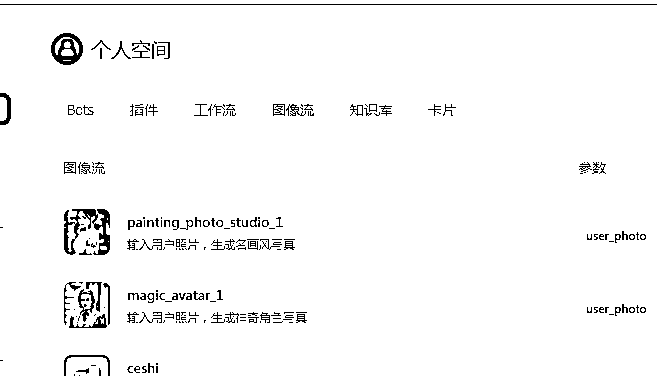 个人空间
Bots 插件 工作流 图像流 知识库 卡片
图像流 参数
painting_photo_studio_1
输入用户照片，生成名画风写真
user_photo
magic_avatar_1
输入用户照片，生成神奇角色写真
user_photo
ceshi